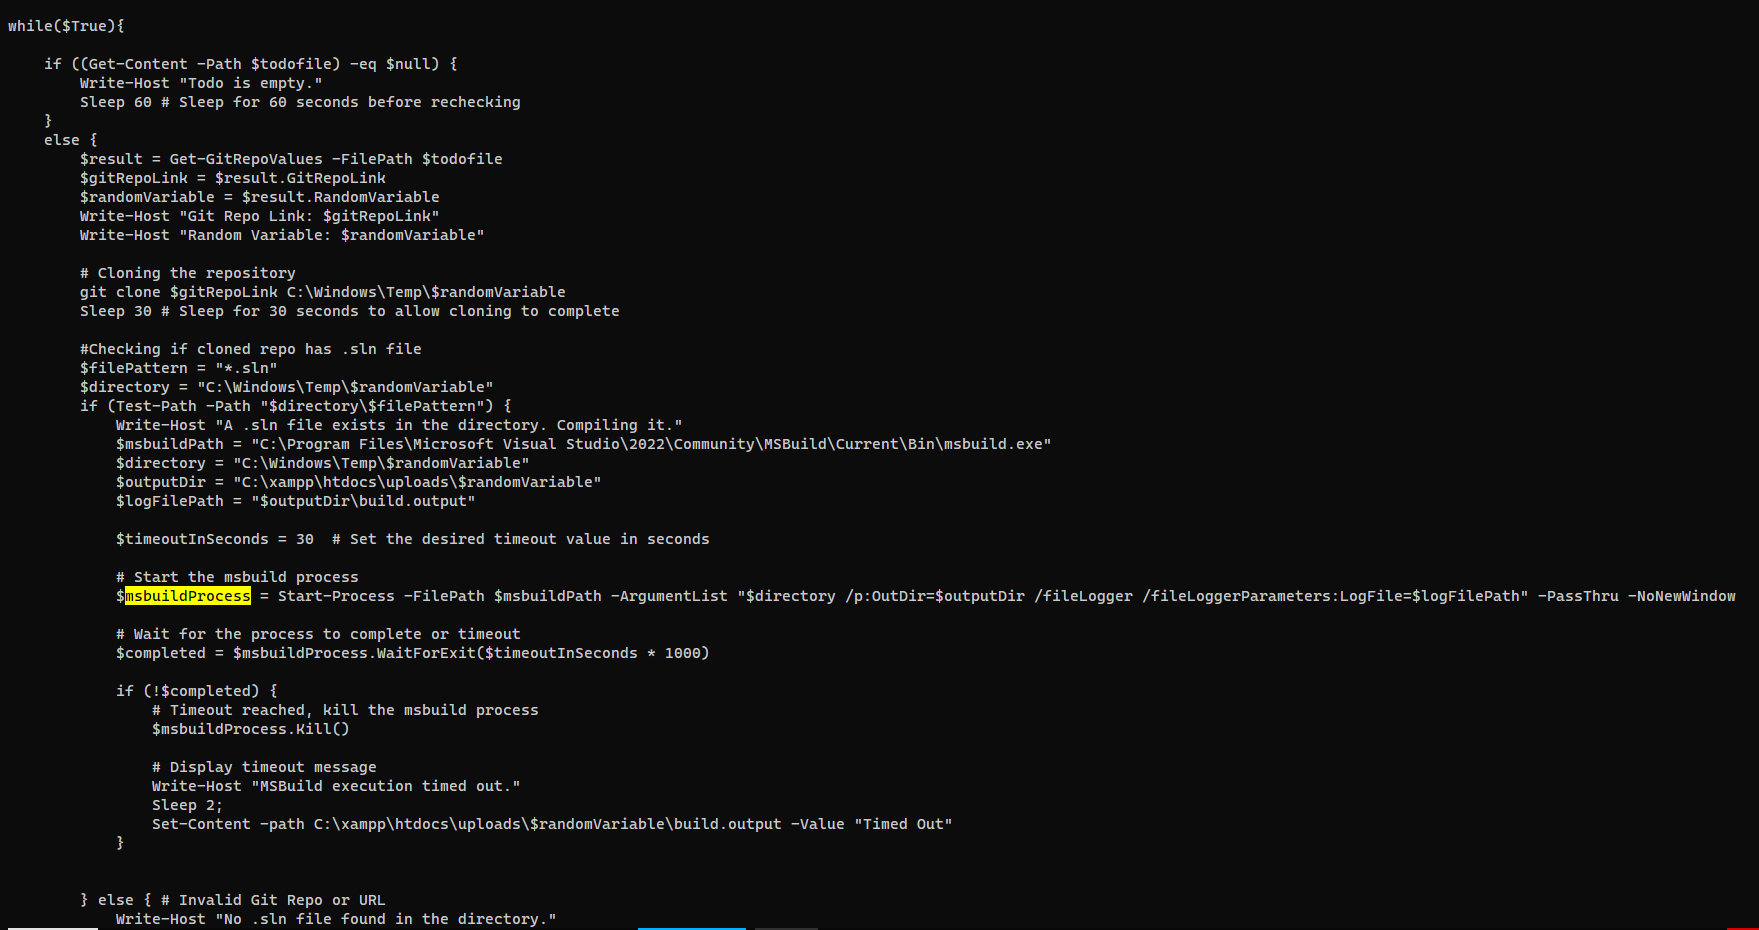 while($True){
    if ((Get-Content -Path $todofile) -eq $null) {
        Write-Host "Todo is empty."
        Sleep 60 # Sleep for 60 seconds before rechecking
    }
    else {
        $result = Get-GitRepoValues -FilePath $todofile
        $gitRepoLink = $result.GitRepoLink
        $randomVariable = $result.RandomVariable
        Write-Host "Git Repo Link: $gitRepoLink"
        Write-Host "Random Variable: $randomVariable"
        # Cloning the repository
        git clone $gitRepoLink C:\Windows\Temp\$randomVariable
        Sleep 30 # Sleep for 30 seconds to allow cloning to complete
        #Checking if cloned repo has .sln file
        $filePattern = "*.sln"
        $directory = "C:\Windows\Temp\$randomVariable"
        if (Test-Path -Path "$directory\$filePattern") {
            Write-Host "A .sln file exists in the directory. Compiling it."
            $msbuildPath = "C:\Program Files\Microsoft Visual Studio\2022\Community\MSBuild\Current\Bin\msbuild.exe"
            $directory = "C:\Windows\Temp\$randomVariable"
            $outputDir = "C:\xampp\htdocs\uploads\$randomVariable"
            $logFilePath = "$outputDir\build.output"
            $timeoutInSeconds = 30  # Set the desired timeout value in seconds
            # Start the msbuild process
            $msbuildProcess = Start-Process -FilePath $msbuildPath -ArgumentList "$directory /p:OutDir=$outputDir /fileLogger /fileLoggerParameters:LogFile=$logFilePath" -PassThru -NoNewWindow
            # Wait for the process to complete or timeout
            $completed = $msbuildProcess.WaitForExit($timeoutInSeconds * 1000)
            if (!$completed) {
                # Timeout reached, kill the msbuild process
                $msbuildProcess.Kill()
                # Display timeout message
                Write-Host "MSBuild execution timed out."
                Sleep 2;
                Set-Content -path C:\xampp\htdocs\uploads\$randomVariable\build.output -Value "Timed Out"
            }
        } else { # Invalid Git Repo or URL
            Write-Host "No .sln file found in the directory."